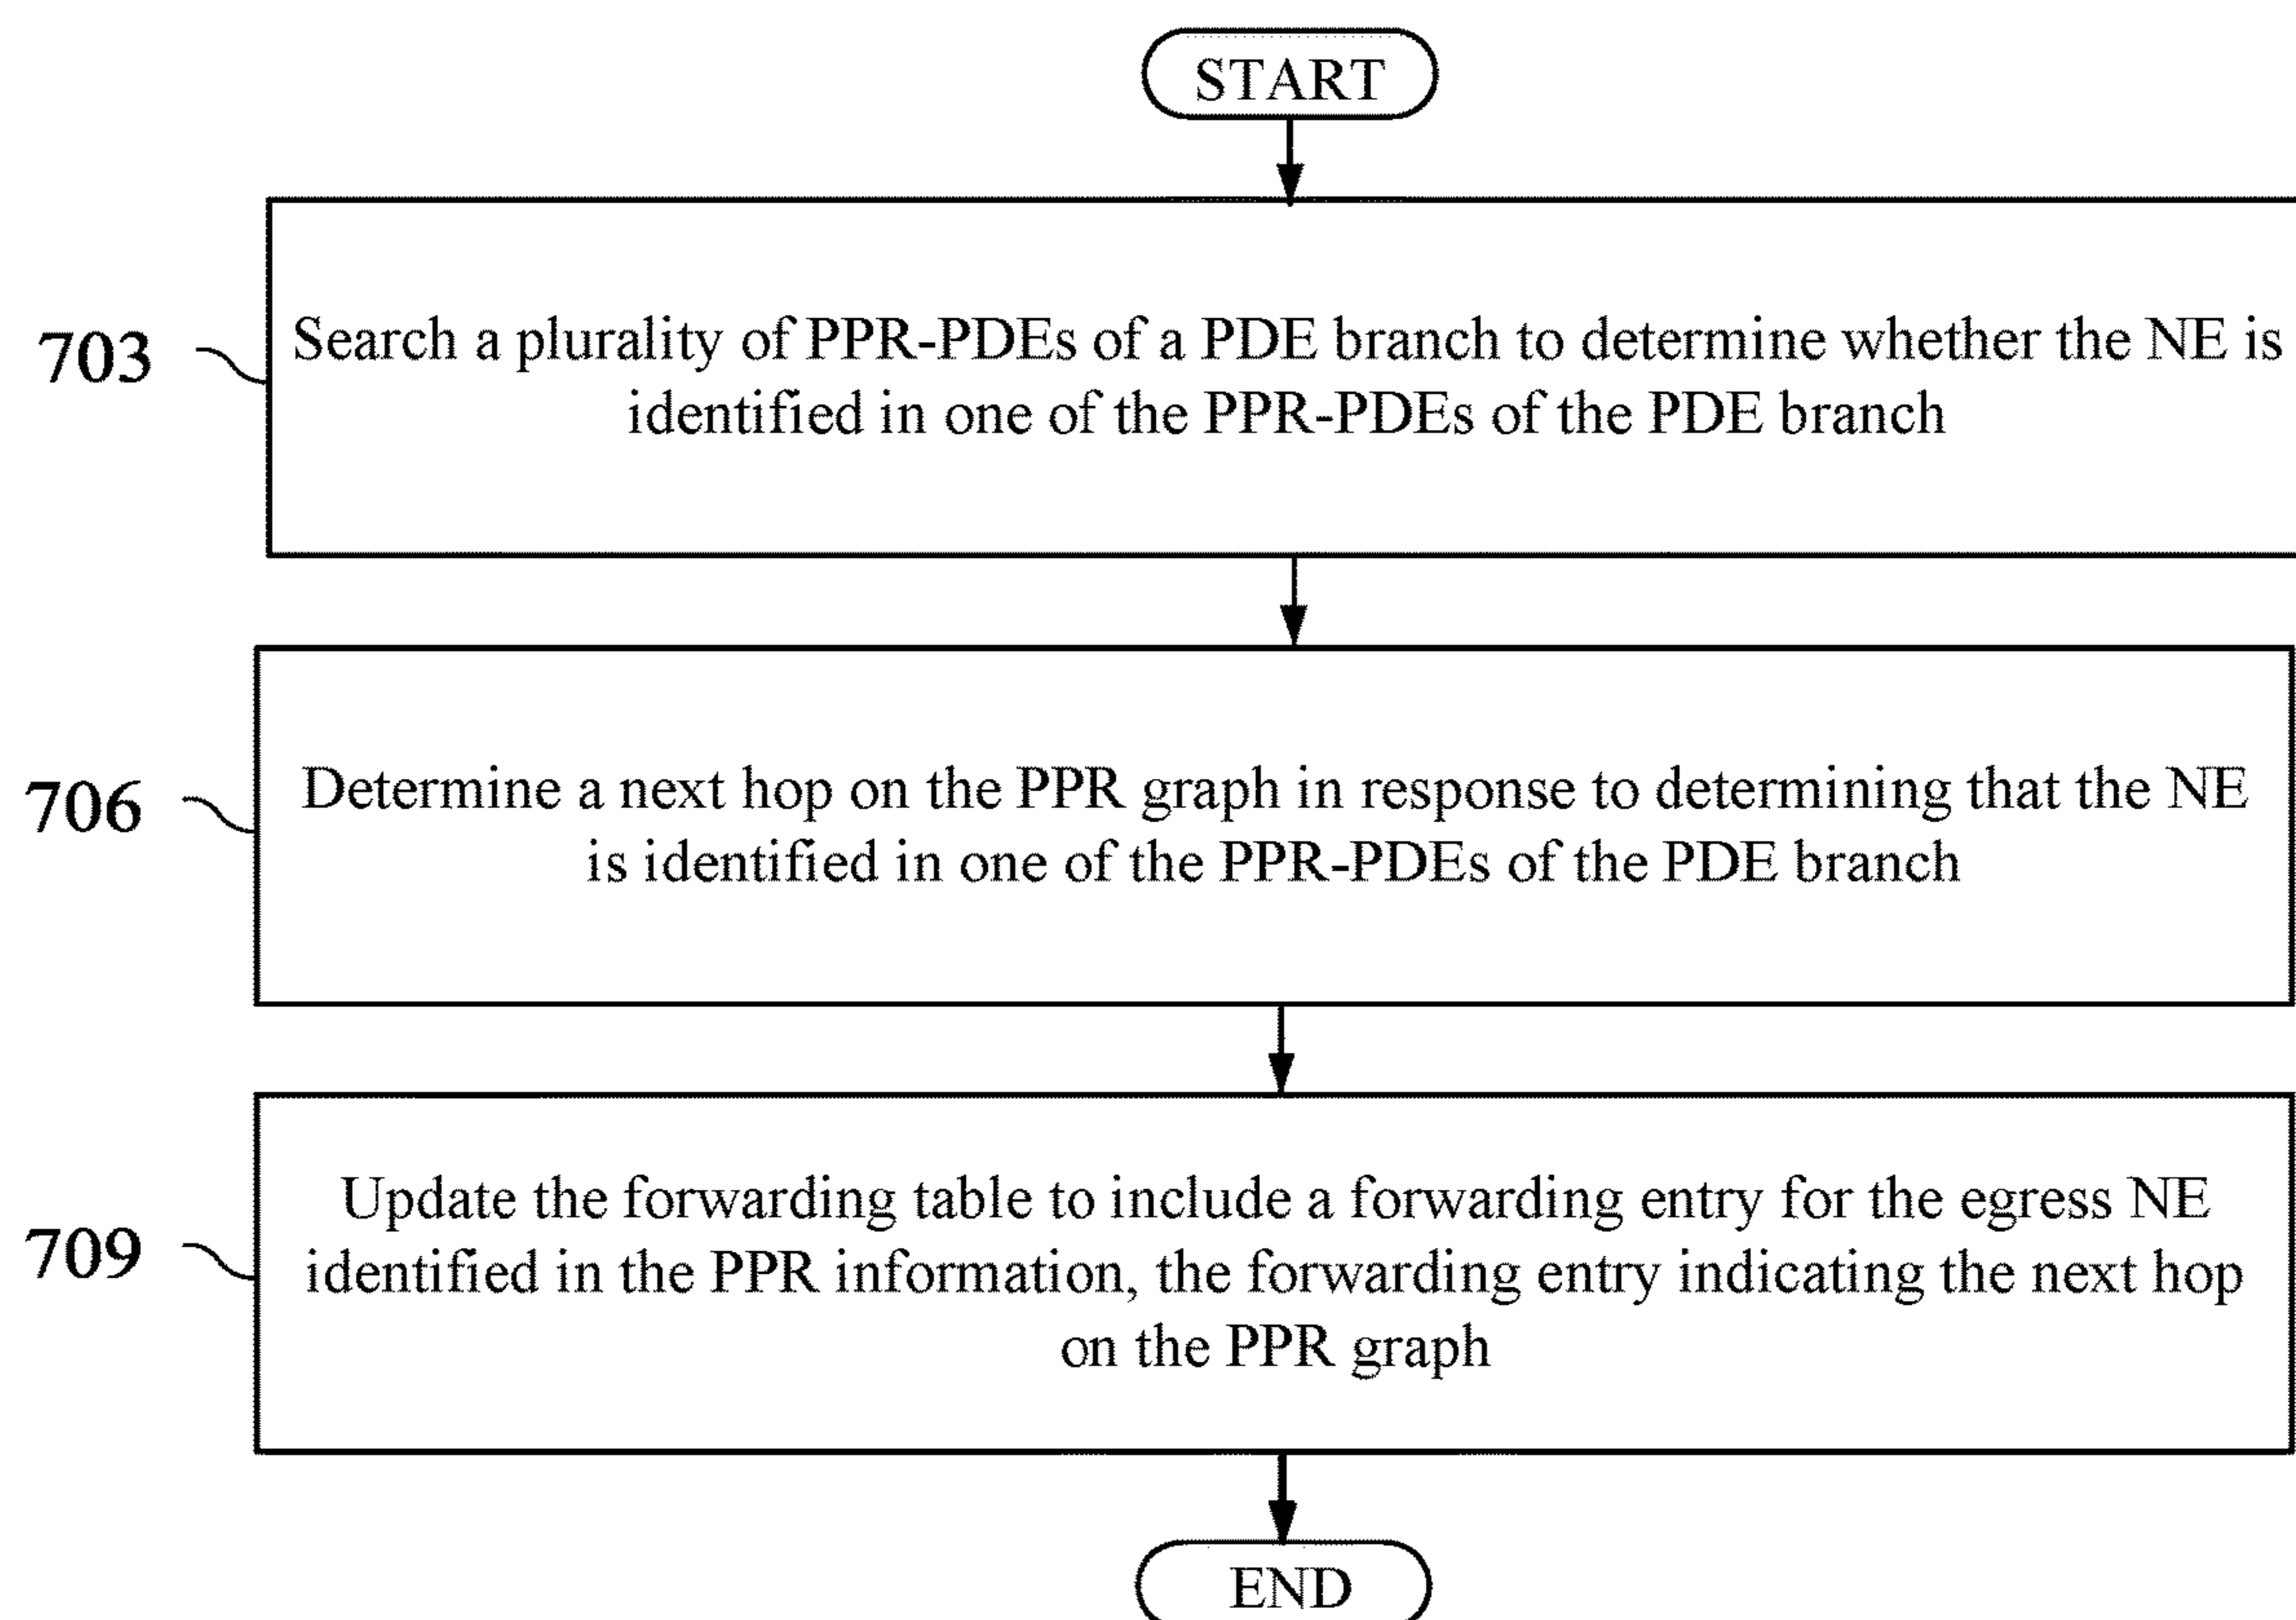 START
703
Search a plurality of PPR-PDEs of a PDE branch to determine whether the NE is
identified in one of the PPR-PDEs of the PDE branch
706
Determine a next hop on the PPR graph in response to determining that the NE
is identified in one of the PPR-PDEs of the PDE branch
709
Update the forwarding table to include a forwarding entry for the egress NE
identified in the PPR information, the forwarding entry indicating the next hop
on the PPR graph
END